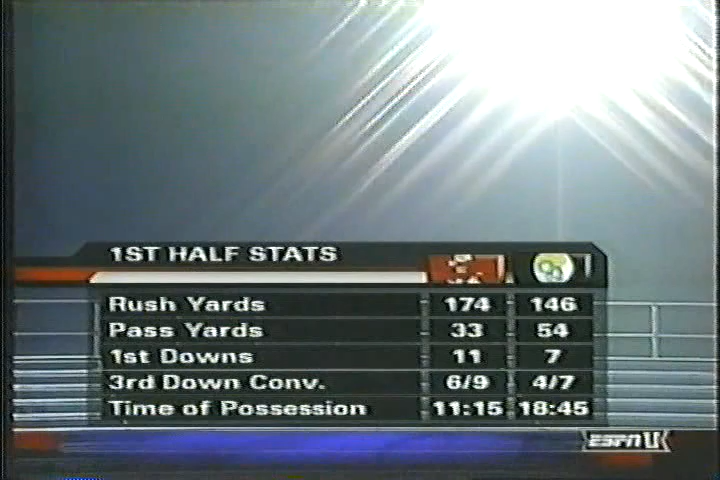 1ST HALF STATS
Rush Yards 174 146
Pass Yards 33 54
1st Downs 11 7
3rd Down Conv. 6/9 4/7
Time of Possession 11:15 18:45
ESPNU